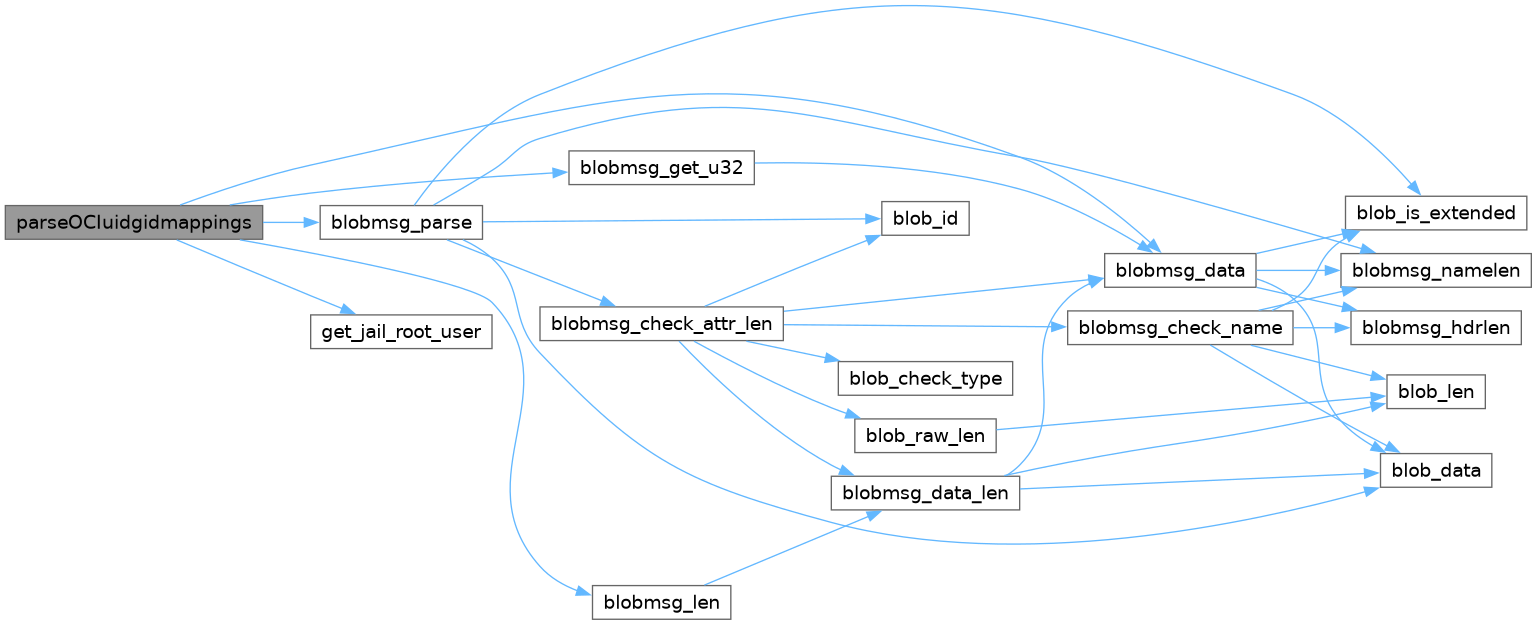 parseOCIuidgidmappings
blobmsg_parse
blobmsg_get_u32
get_jail_root_user
blobmsg_check_attr_len
blobmsg_len
blob_id
blob_check_type
blob_raw_len
blobmsg_data_len
blobmsg_data
blobmsg_check_name
blob_is_extended
blobmsg_namelen
blobmsg_hdrlen
blob_len
blob_data